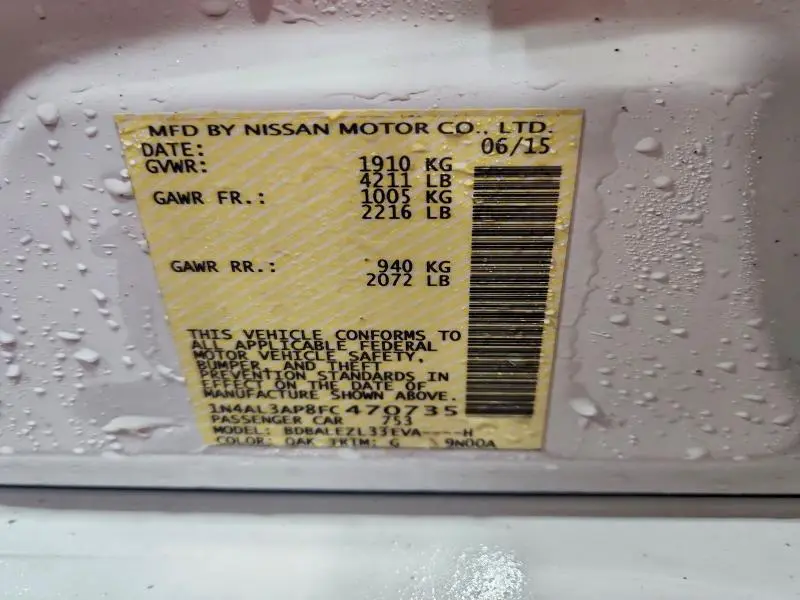 MFD BY NISSAN MOTOR CO., LTD.
DATE: 06/15
GVWR: 1910 KG
4211 LB
GAWR FR.: 1005 KG
2216 LB
GAWR RR.: 940 KG
2072 LB
THIS VEHICLE CONFORMS TO
ALL APPLICABLE FEDERAL
MOTOR VEHICLE SAFETY,
BUMPER, AND THEFT
PREVENTION STANDARDS IN
EFFECT ON THE DATE OF
MANUFACTURE SHOWN ABOVE.
1N4AL3AP8FC470735
PASSENGER CAR 753
MODEL: BDBALEZL33EVA----H
COLOR: QAK TRIM: G 9N00A